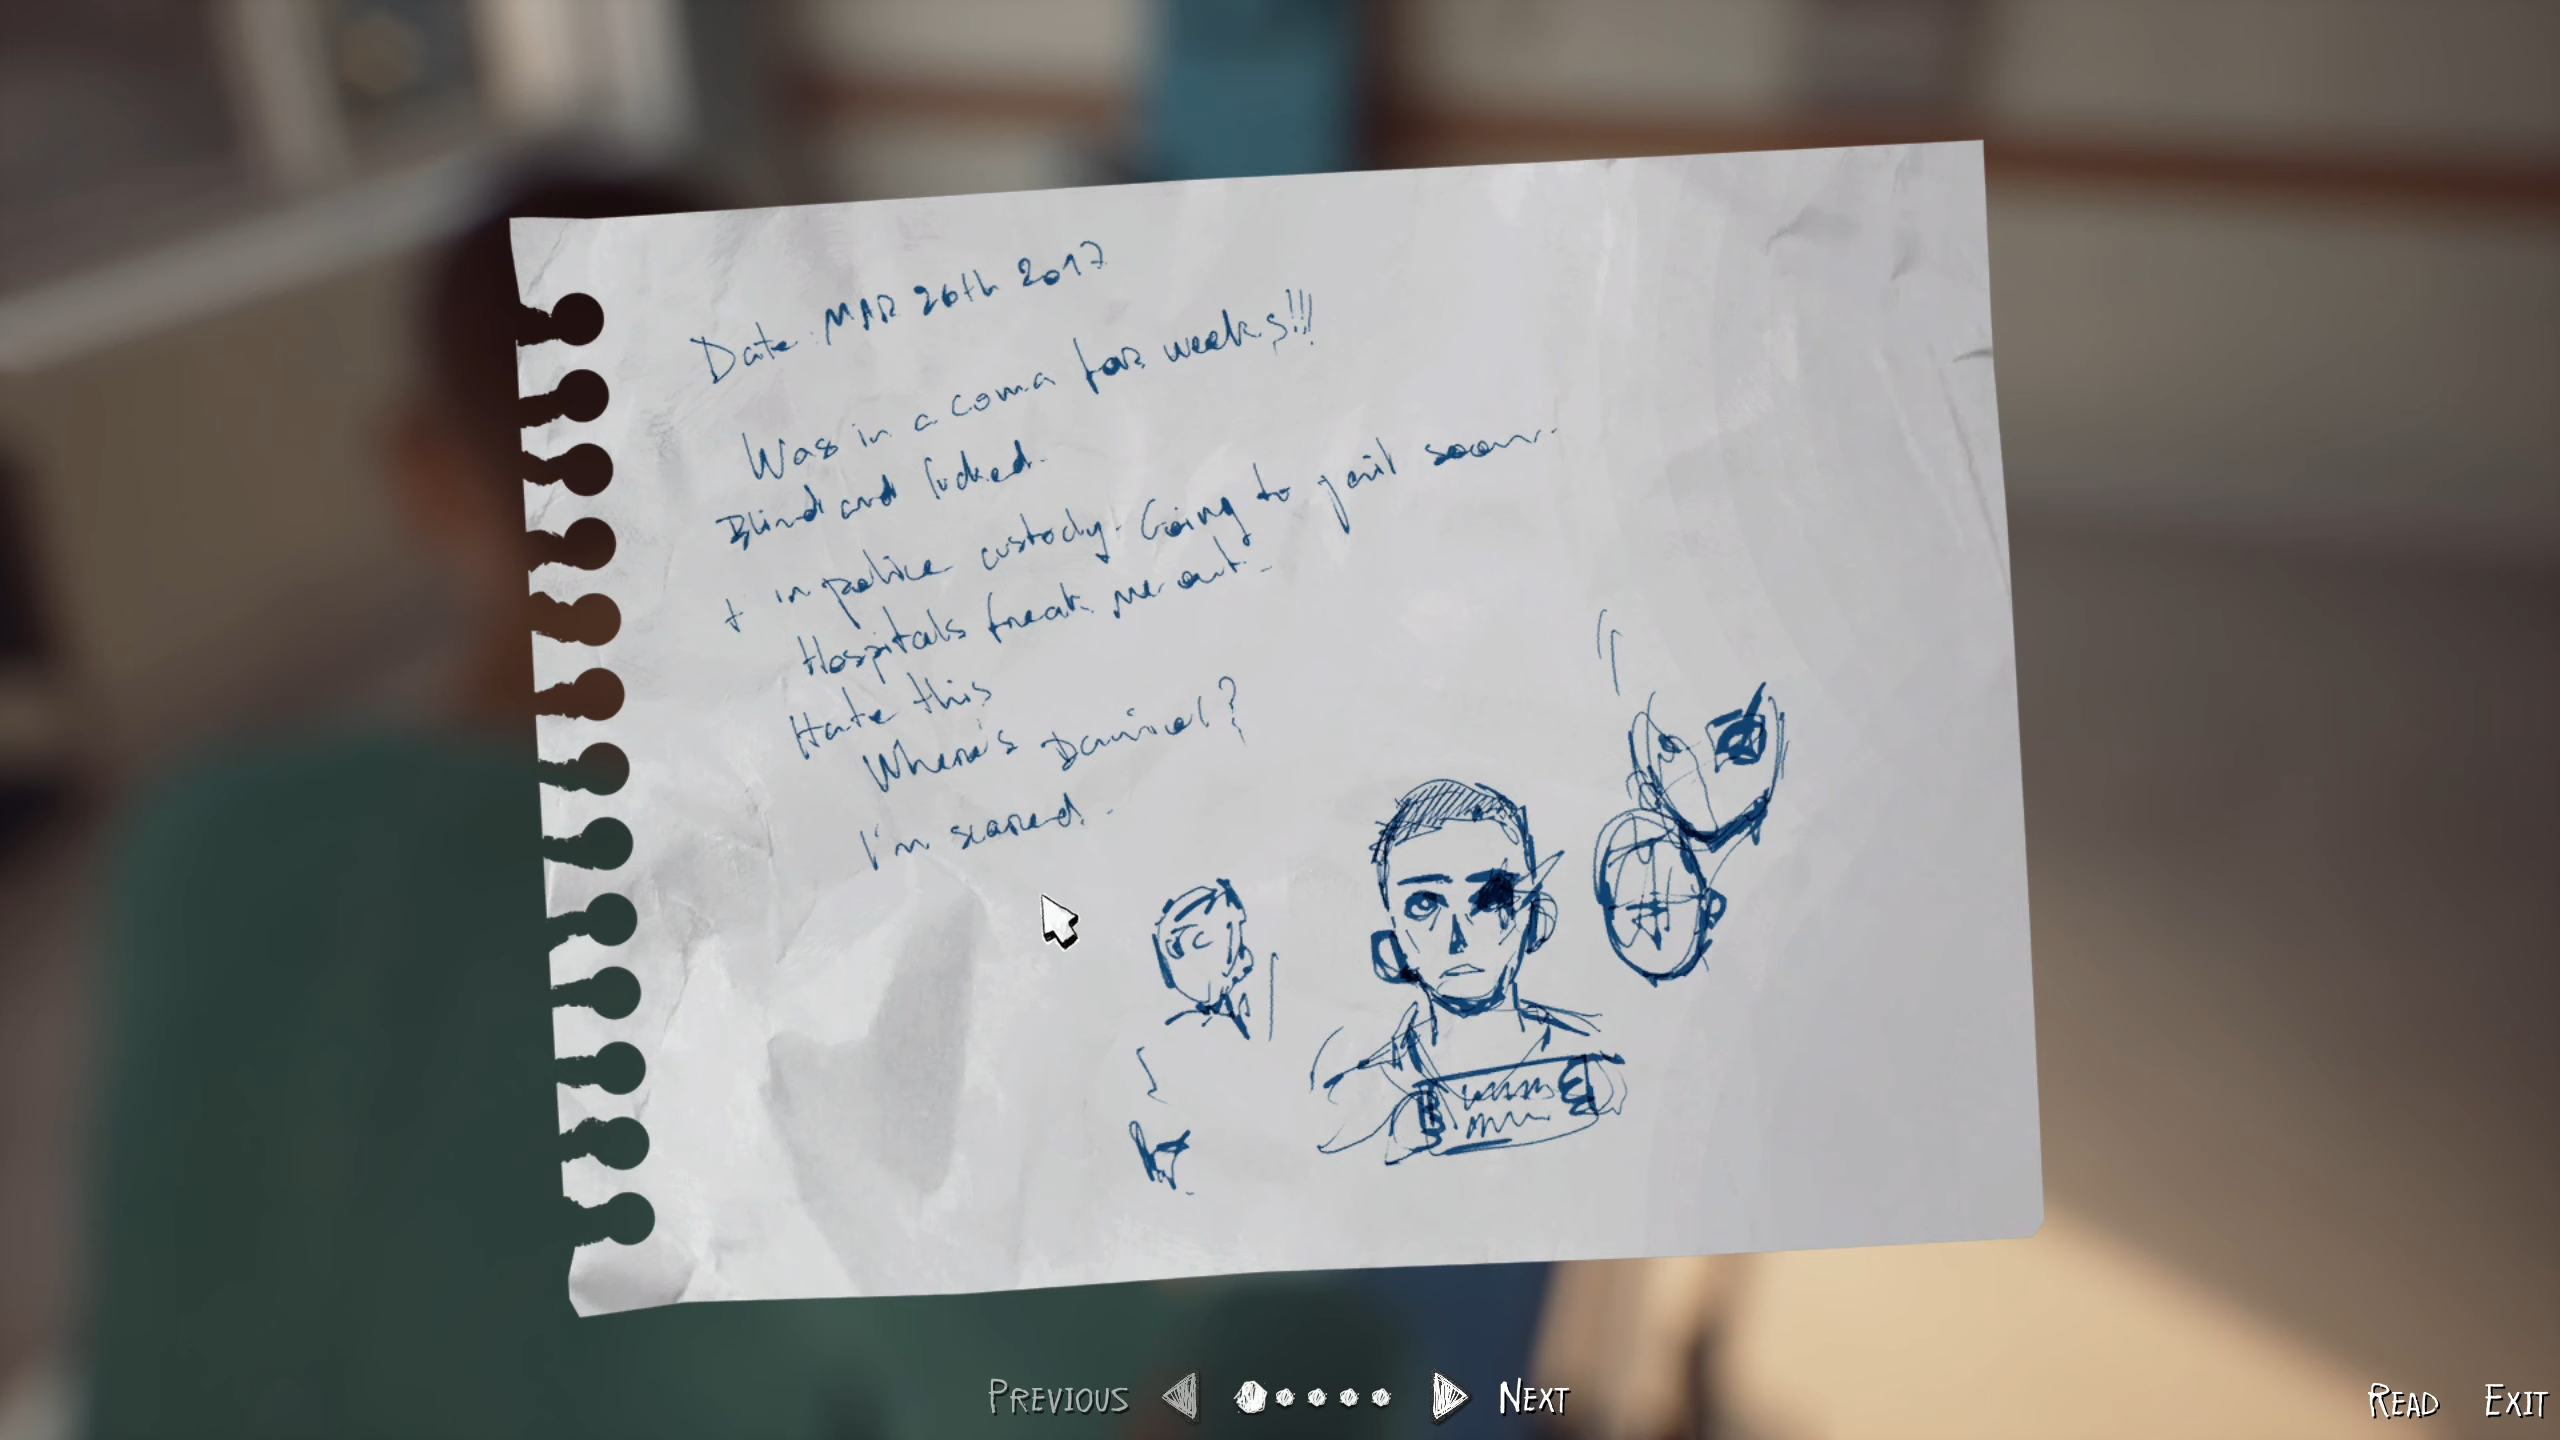 Date: MAR 26th 2017
Was in a coma for weeks!!!
Blind and fucked.
+ in police custody. Going to jail soon.
Hospitals freak me out.
Hate this
Where's Daniel?
I'm scared.
PREVIOUS
NEXT
READ
EXIT